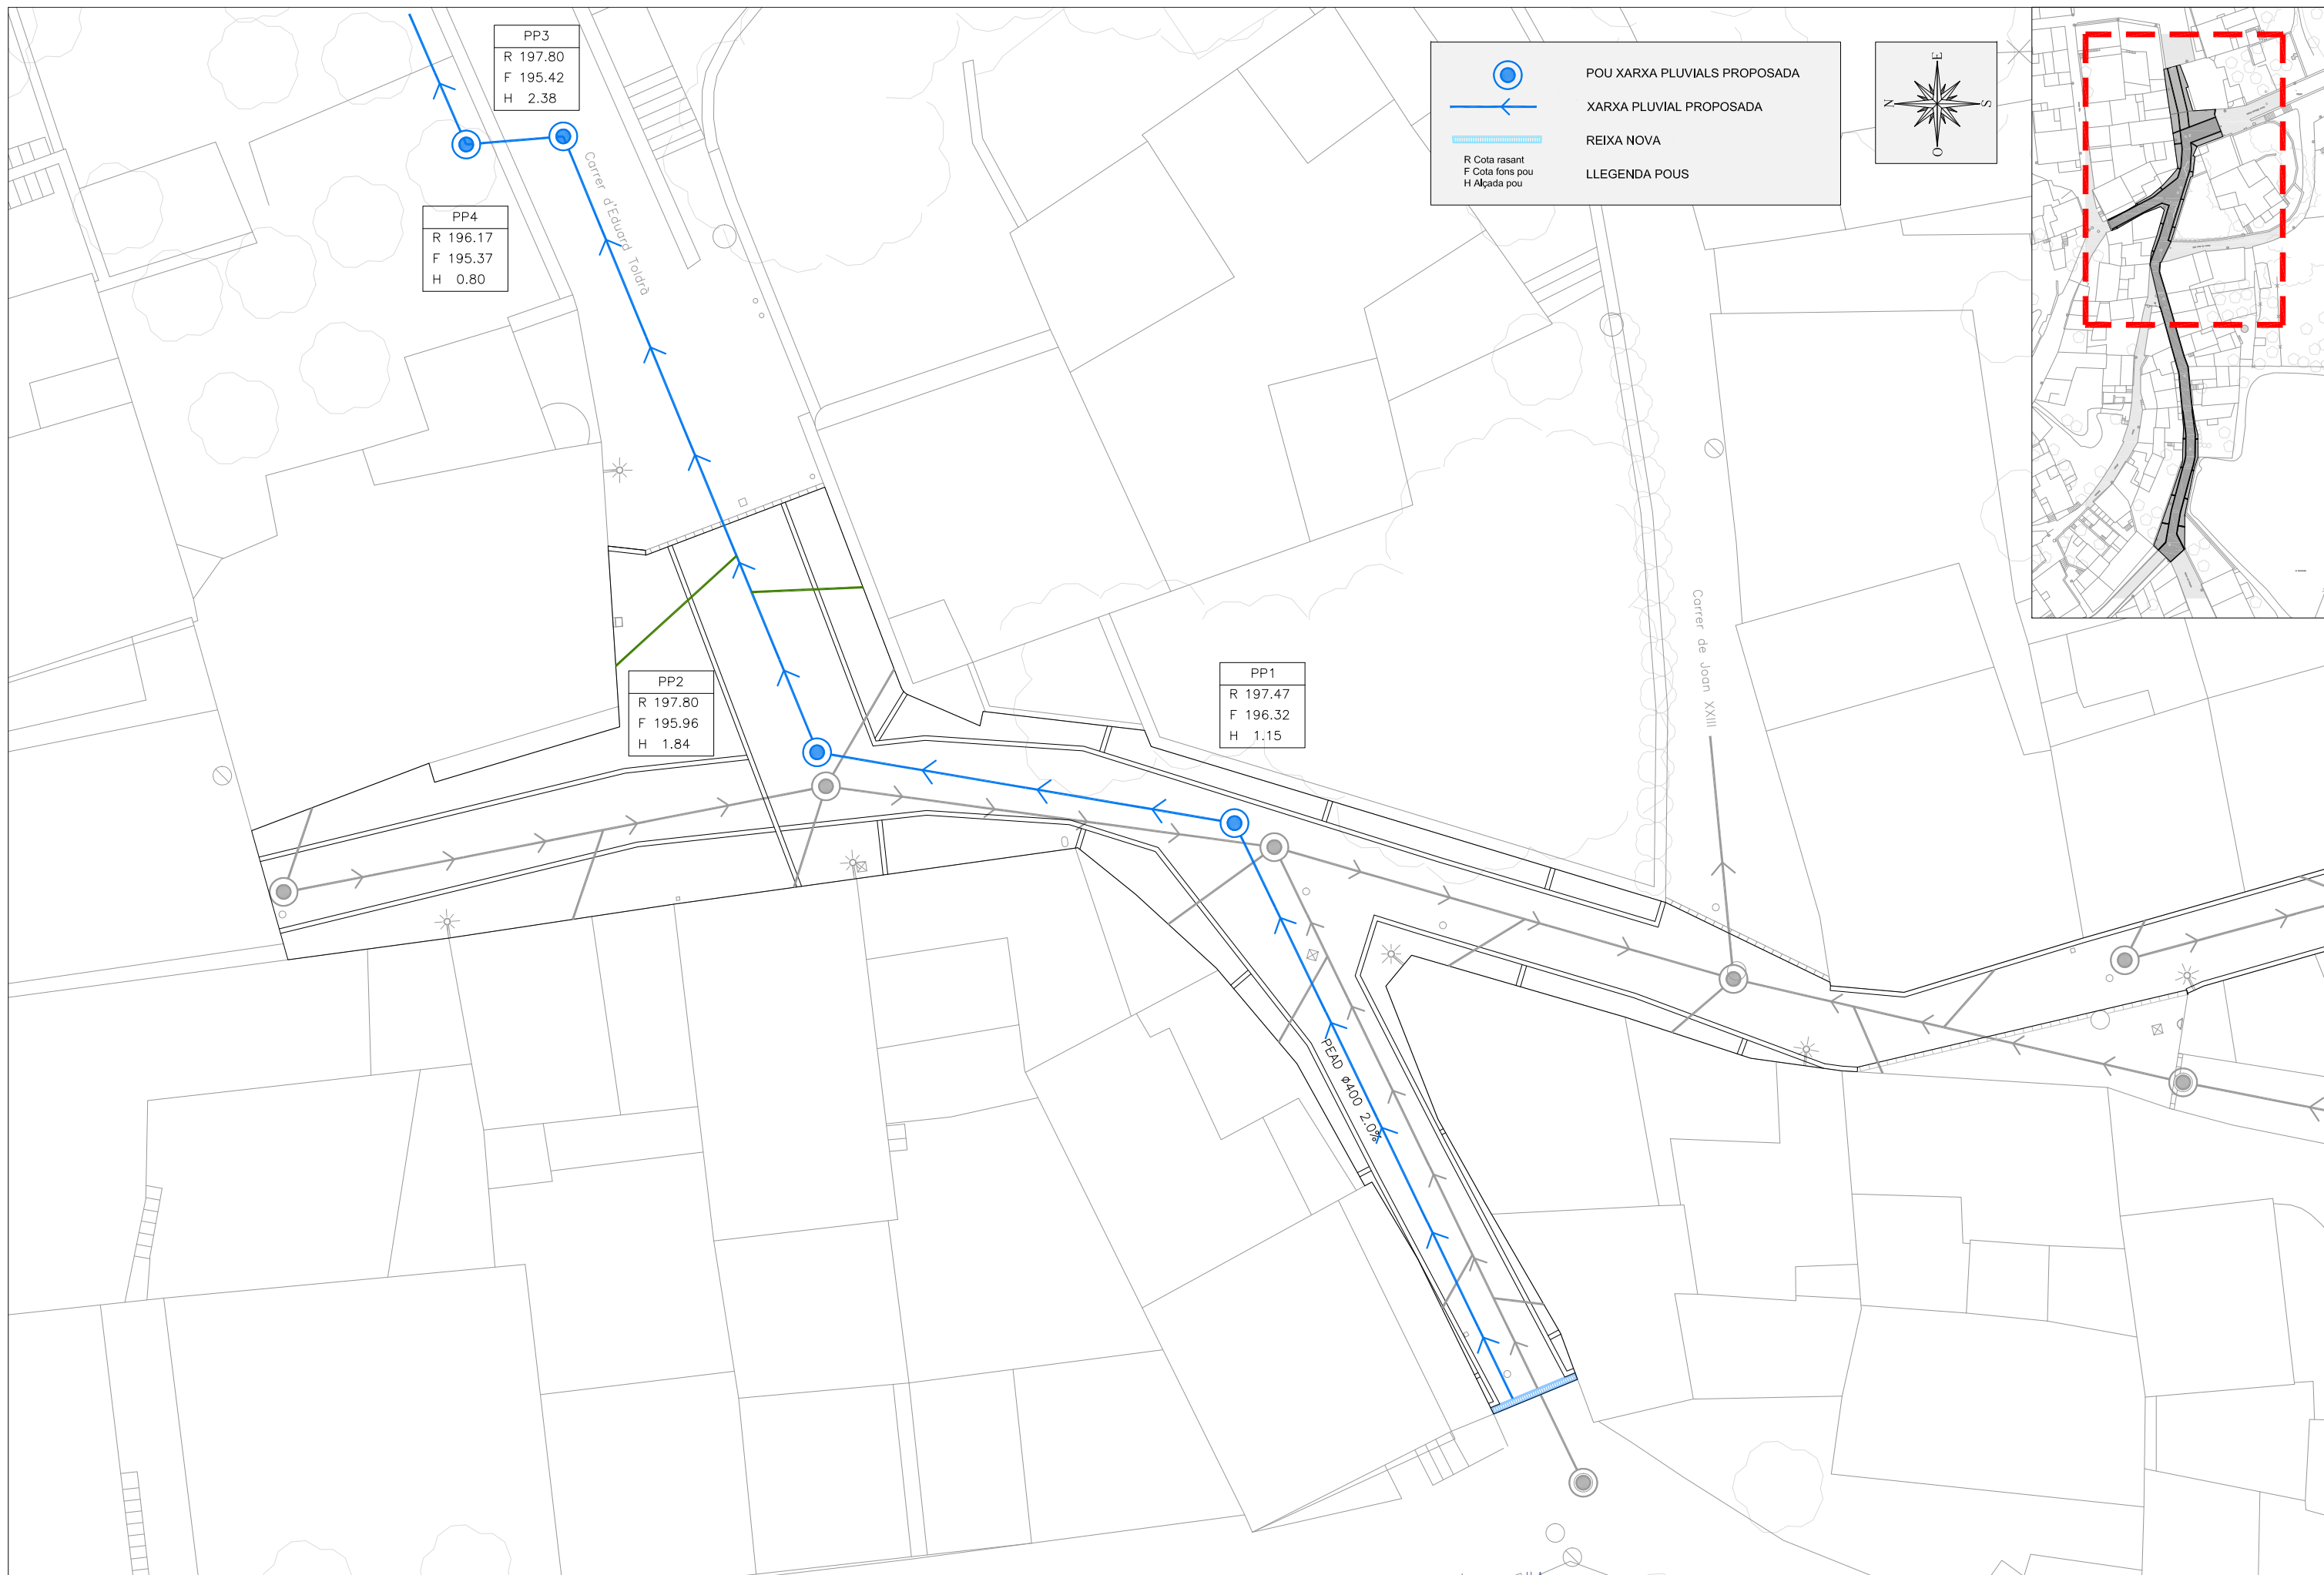 PP3
R 197.80
F 195.42
H 2.38
PP4
R 196.17
F 195.37
H 0.80
Carrer d'Eduard Toldrà
POU XARXA PLUVIALS PROPOSADA
XARXA PLUVIAL PROPOSADA
REIXA NOVA
R Cota rasant
F Cota fons pou
H Alçada pou
LLEGENDA POUS
E
N
S
O
PP2
R 197.80
F 195.96
H 1.84
PP1
R 197.47
F 196.32
H 1.15
Carrer de Joan XXIII
PEAD ø400 2.0%